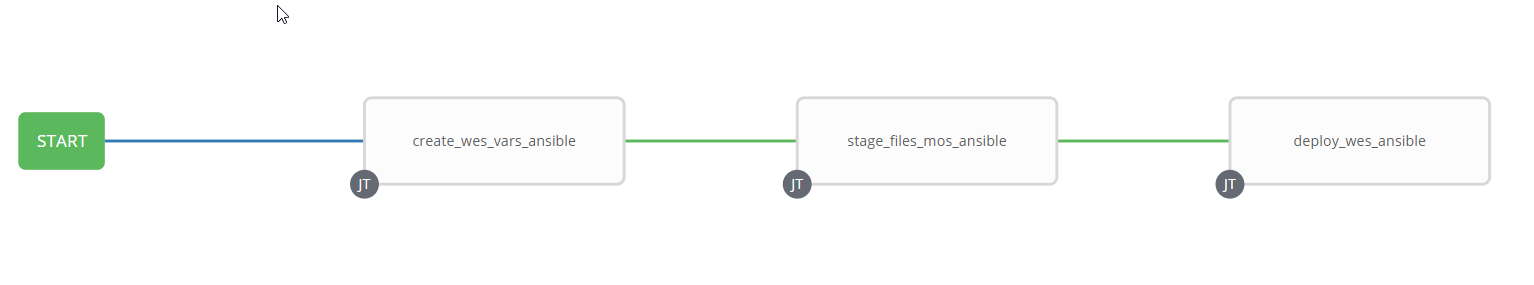 START
create_wes_vars_ansible
stage_files_mos_ansible
deploy_wes_ansible
JT
JT
JT